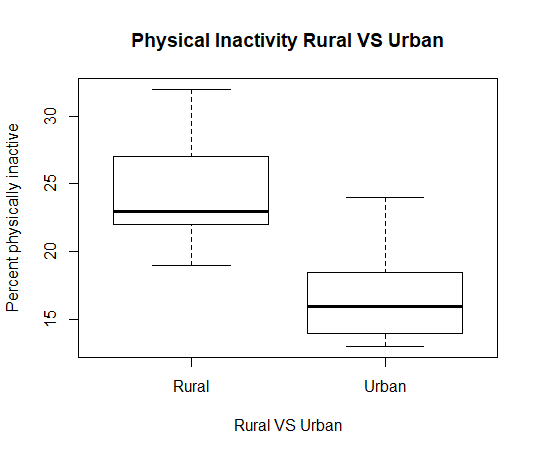 Physical Inactivity Rural VS Urban
Percent physically inactive
30
25
20
15
Rural
Urban
Rural VS Urban